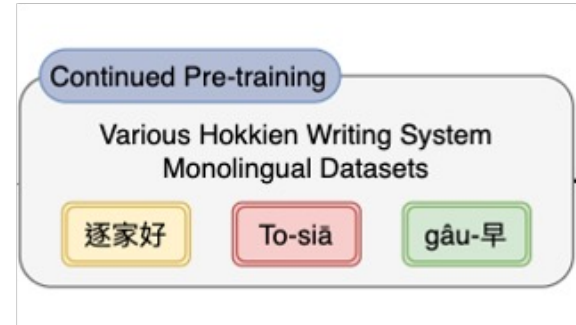 Continued Pre-training
Various Hokkien Writing System
Monolingual Datasets
逐家好
To-siā
gâu-早